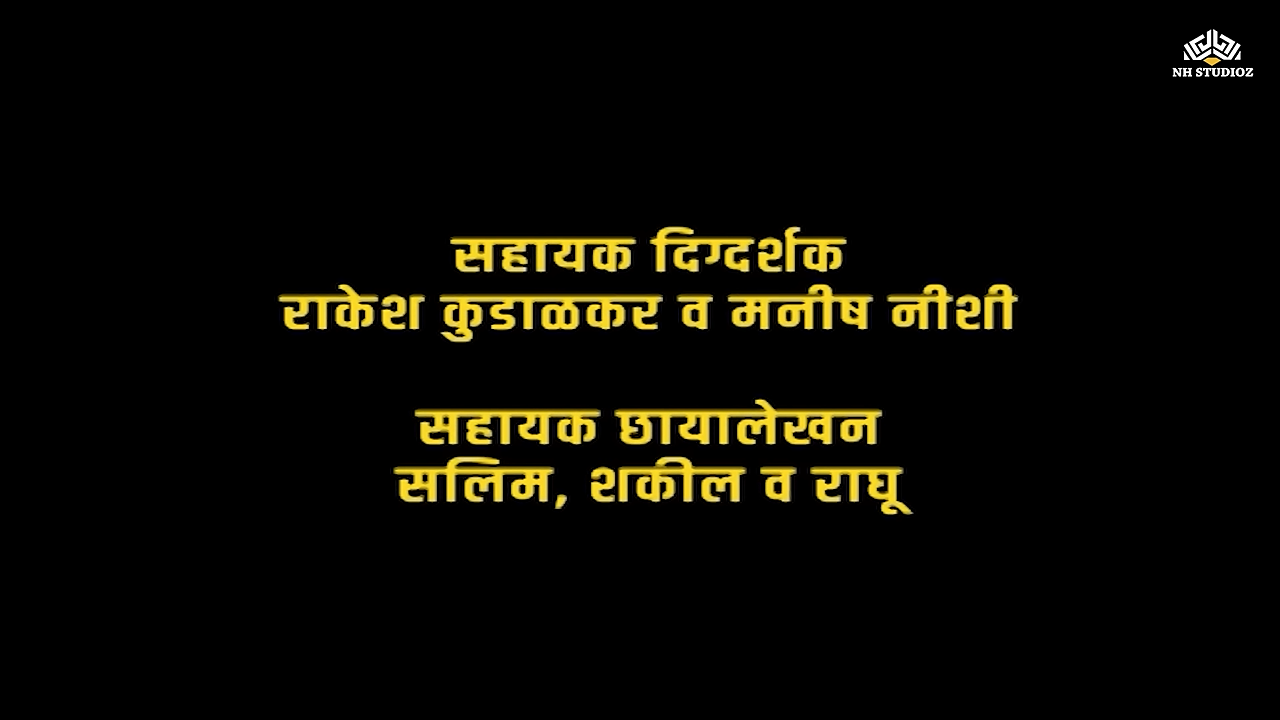 NH STUDIOZ
सहायक दिग्दर्शक
राकेश कुडाळकर व मनीष नीशी
सहायक छायालेखन
सलिम, शकील व राघू